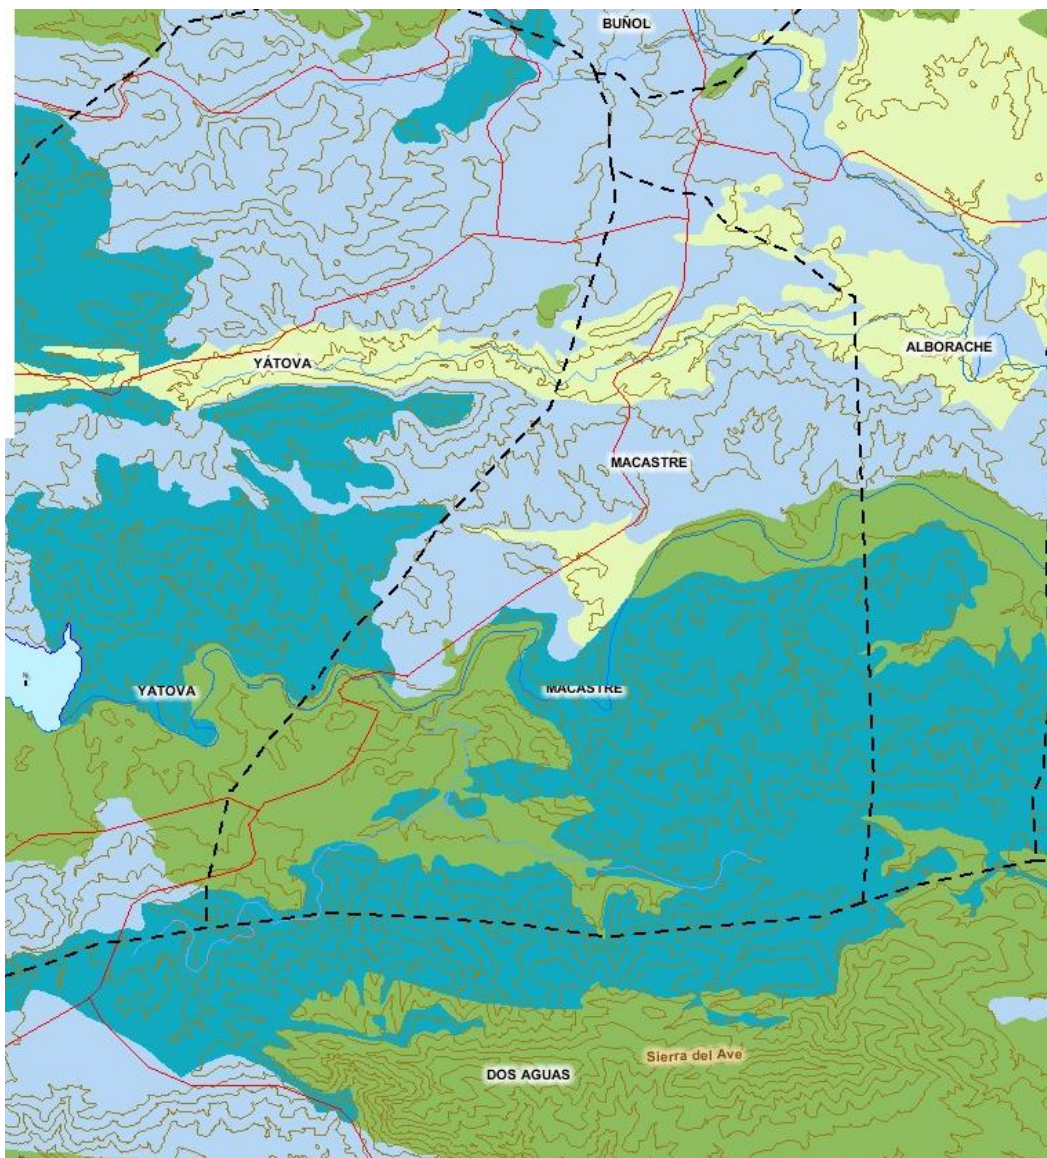 BUÑOL
ALBORACHE
YÁTOVA
MACASTRE
YATOVA
MACASTRE
Sierra del Ave
DOS AGUAS